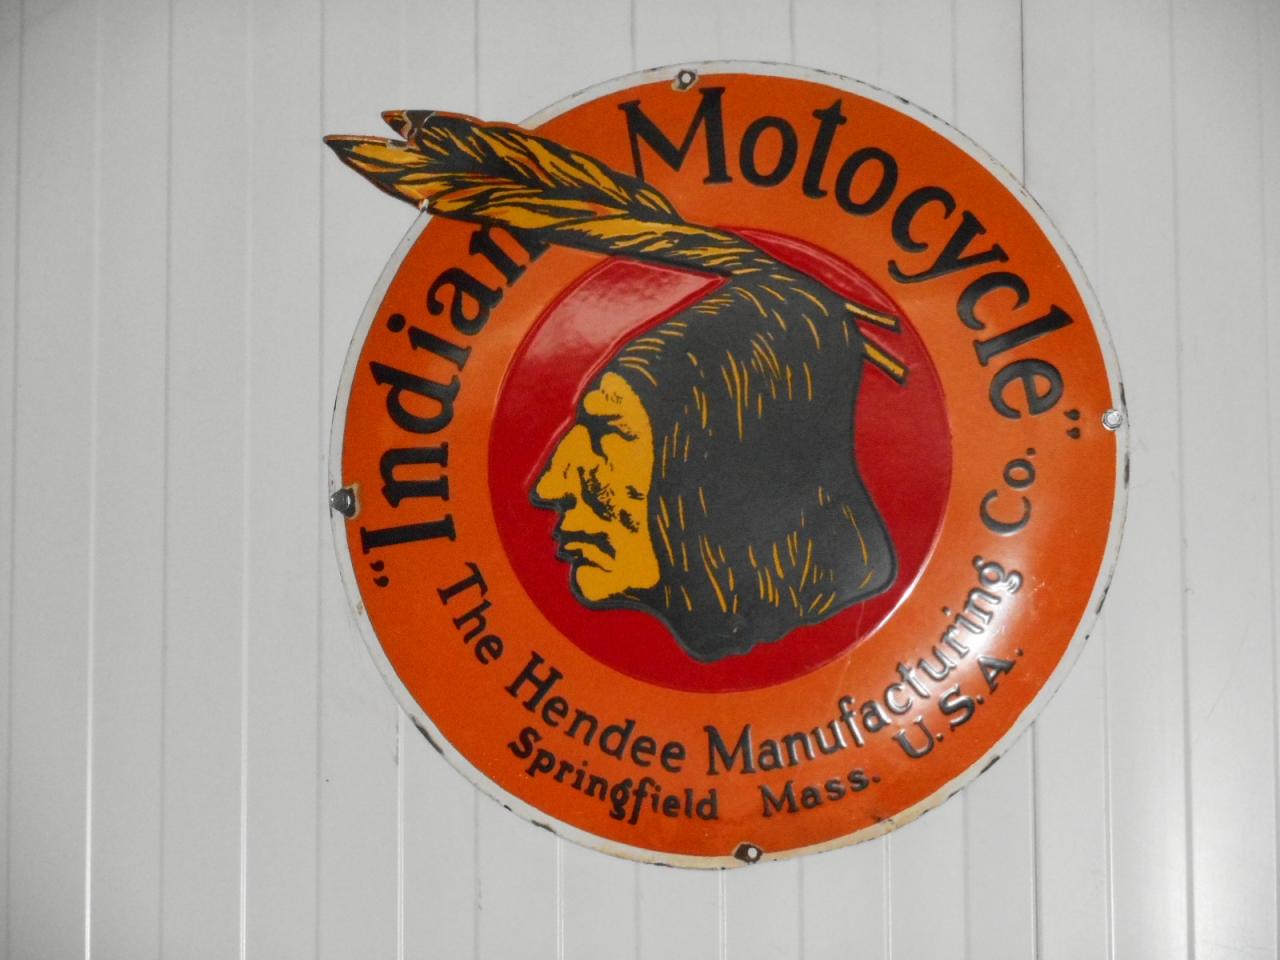 "Indian Motocycle"
The Hendee Manufacturing Co.
Springfield Mass. U.S.A.